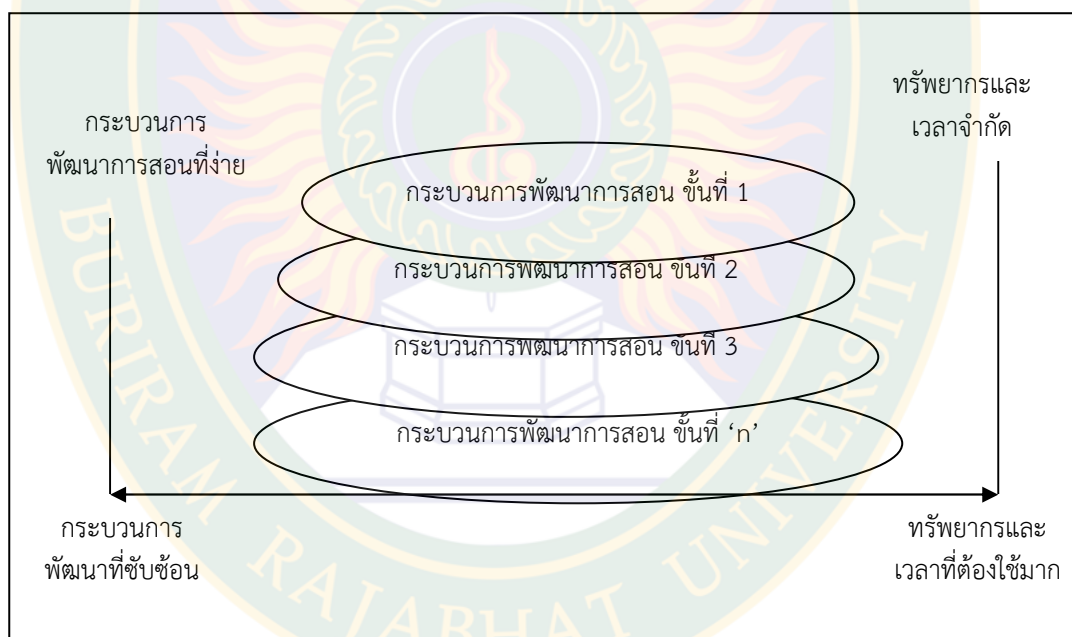 ทรัพยากรและ
เวลาจำกัด
กระบวนการ
พัฒนาการสอนที่ง่าย
กระบวนการพัฒนาการสอน ขั้นที่ 1
กระบวนการพัฒนาการสอน ขั้นที่ 2
กระบวนการพัฒนาการสอน ขั้นที่ 3
กระบวนการพัฒนาการสอน ขั้นที่ ‘n’
กระบวนการ
พัฒนาที่ซับซ้อน
ทรัพยากรและ
เวลาที่ต้องใช้มาก
BURIRAM RAJABHAT UNIVERSITY